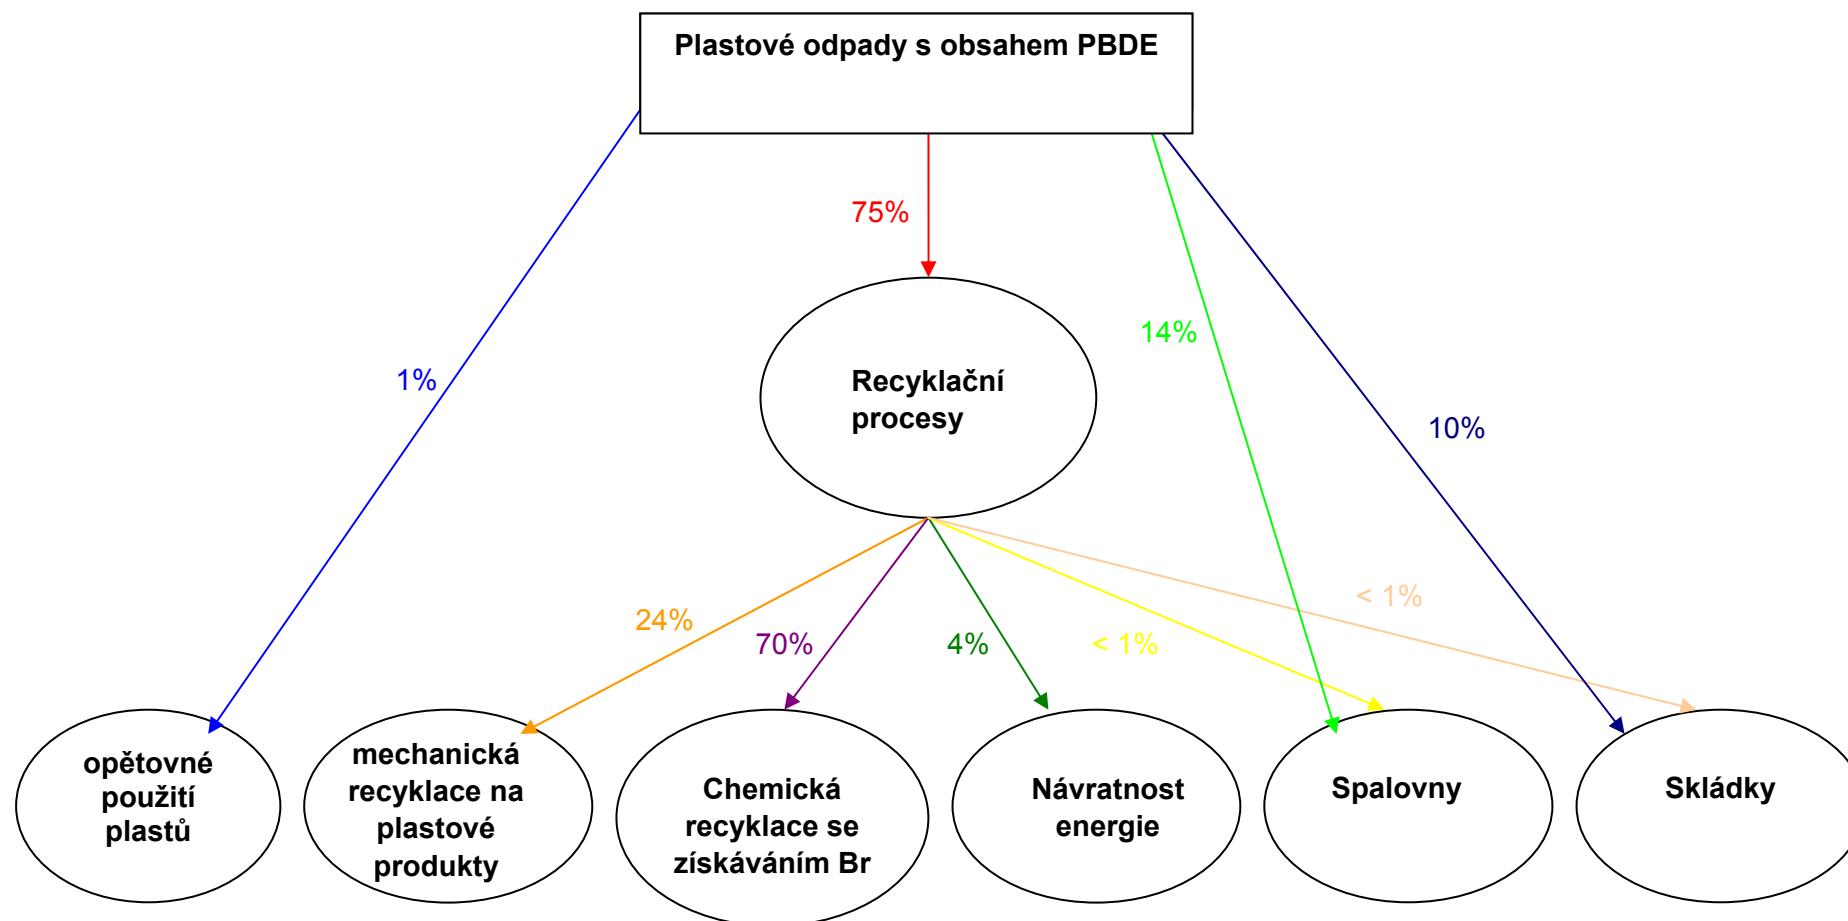 Plastové odpady s obsahem PBDE
75%
14%
1%
Recyklační
procesy
10%
< 1%
24%
70%
4%
< 1%
opětovné
použití
plastů
mechanická
recyklace na
plastové
produkty
Chemická
recyklace se
získáváním Br
Návratnost
energie
Spalovny
Skládky